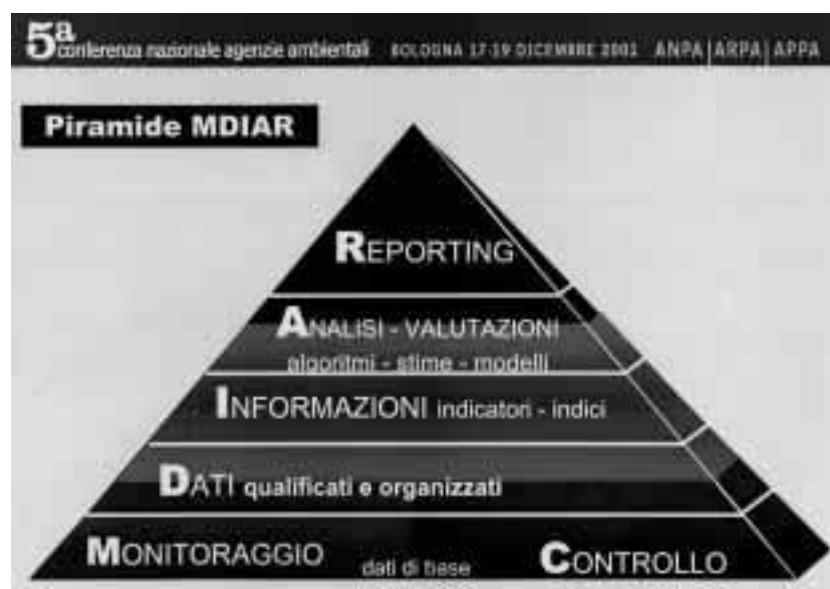 5a conferenza nazionale agenzie ambientali BOLOGNA 17-19 DICEMBRE 2001 ANPA | ARPA | APPA
Piramide MDIAR
REPORTING
ANALISI - VALUTAZIONI
algoritmi - stime - modelli
INFORMAZIONI indicatori - indici
DATI qualificati e organizzati
MONITORAGGIO dati di base CONTROLLO